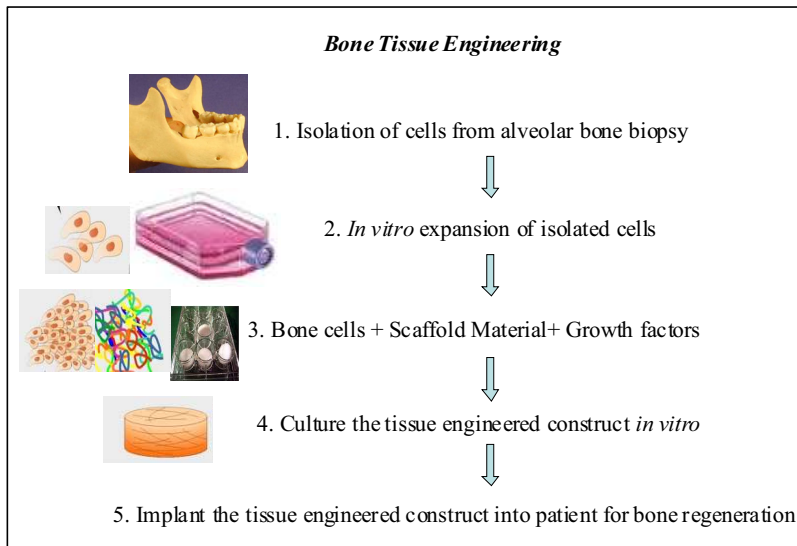 Bone Tissue Engineering
1. Isolation of cells from alveolar bone biopsy
2. In vitro expansion of isolated cells
3. Bone cells + Scaffold Material+ Growth factors
4. Culture the tissue engineered construct in vitro
5. Implant the tissue engineered construct into patient for bone regeneration